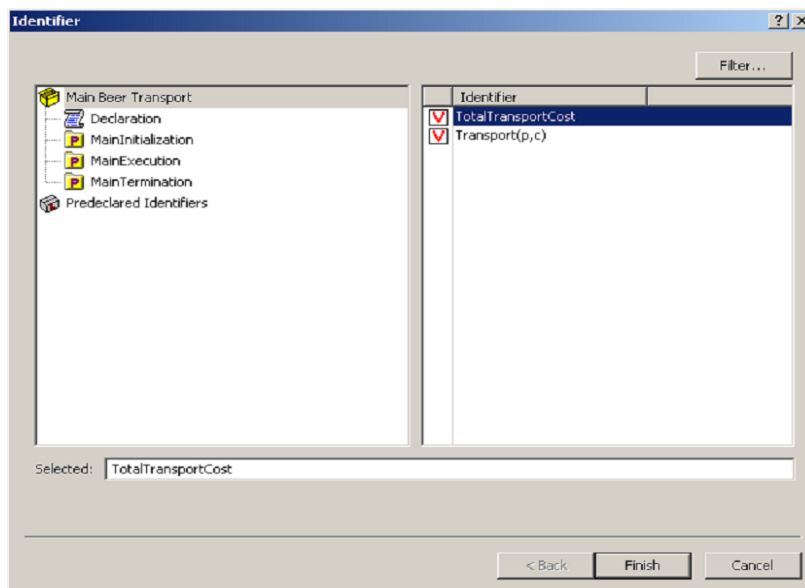 Identifier
Filter...
Main Beer Transport
Declaration
MainInitialization
MainExecution
MainTermination
Predeclared Identifiers
Identifier
V TotalTransportCost
V Transport(p,c)
Selected: TotalTransportCost
< Back Finish Cancel